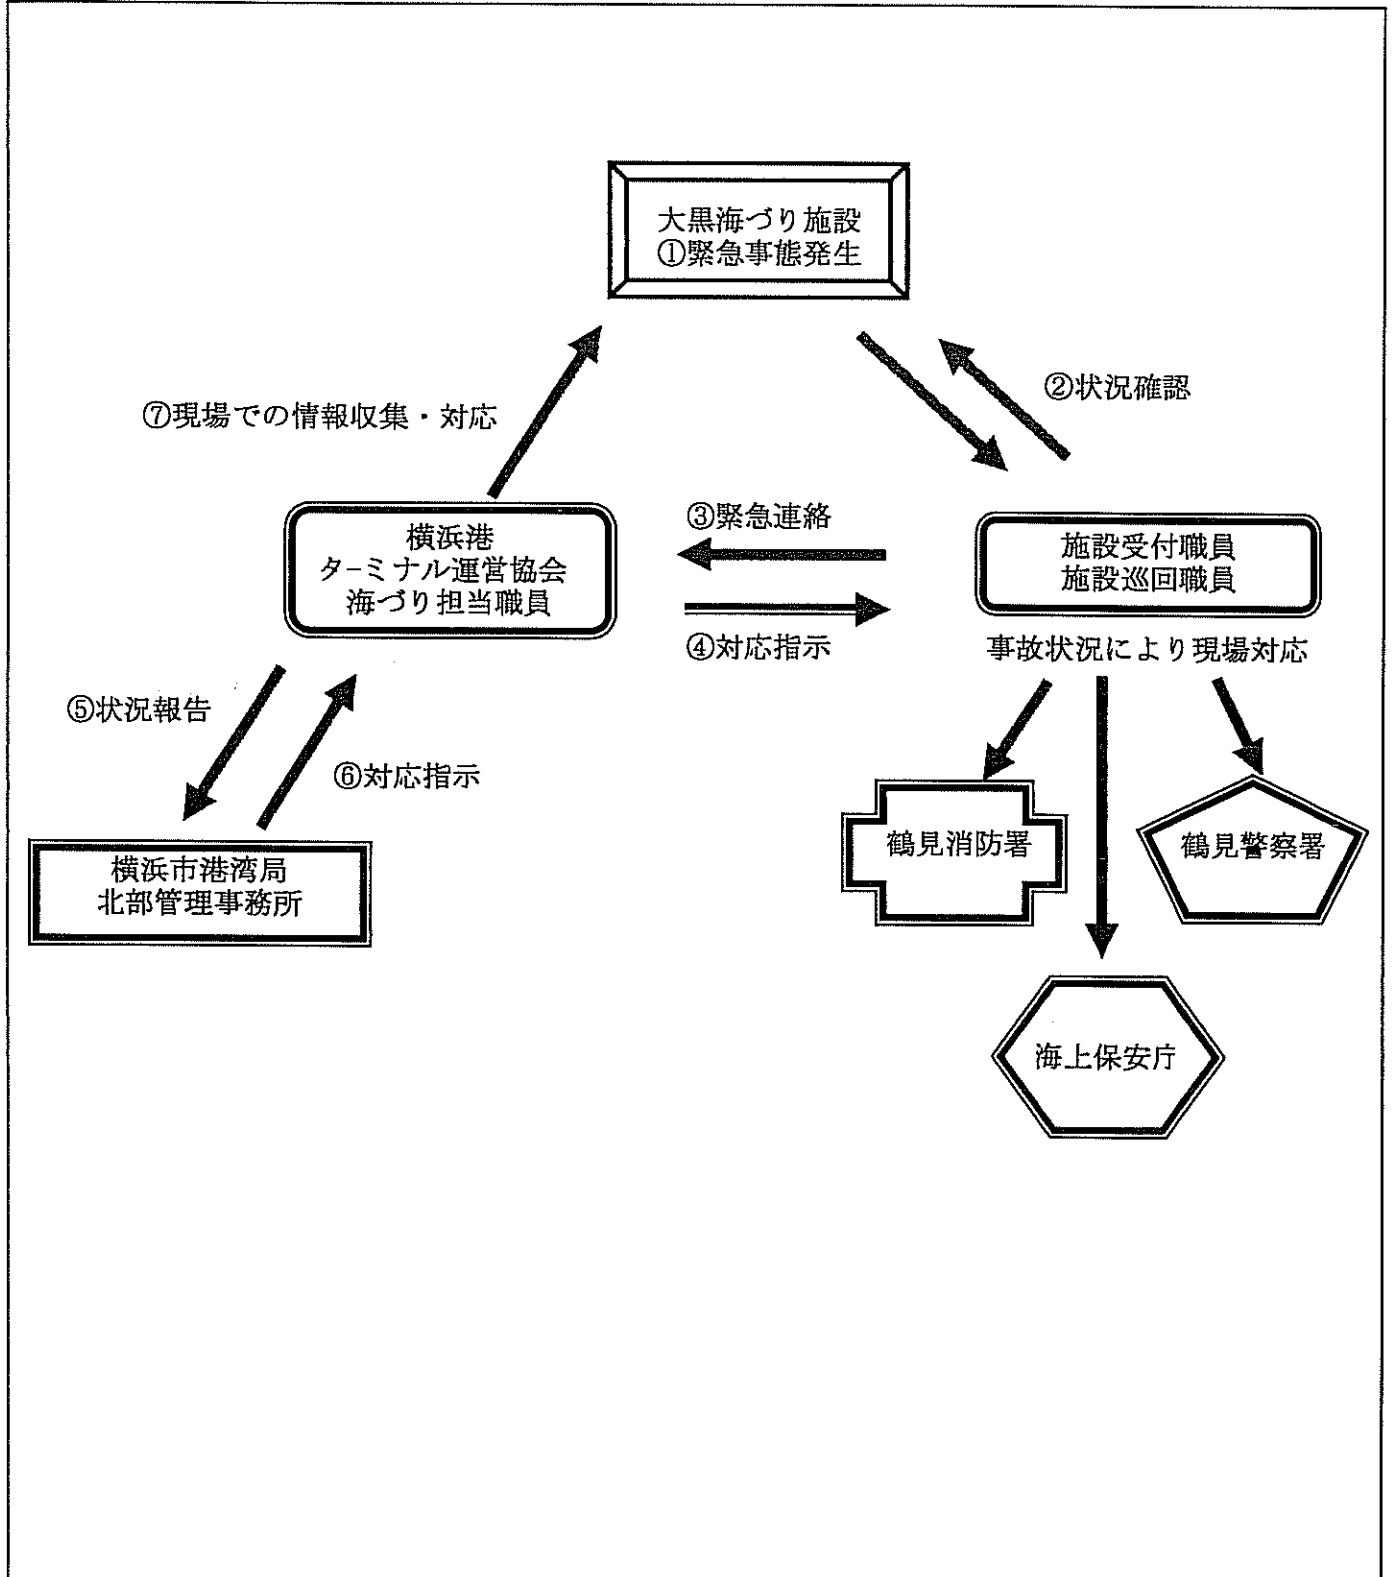 大黒海づり施設
①緊急事態発生
②状況確認
⑦現場での情報収集・対応
③緊急連絡
横浜港
タ−ミナル運営協会
海づり担当職員
施設受付職員
施設巡回職員
④対応指示
事故状況により現場対応
⑤状況報告
⑥対応指示
鶴見消防署
鶴見警察署
横浜市港湾局
北部管理事務所
海上保安庁